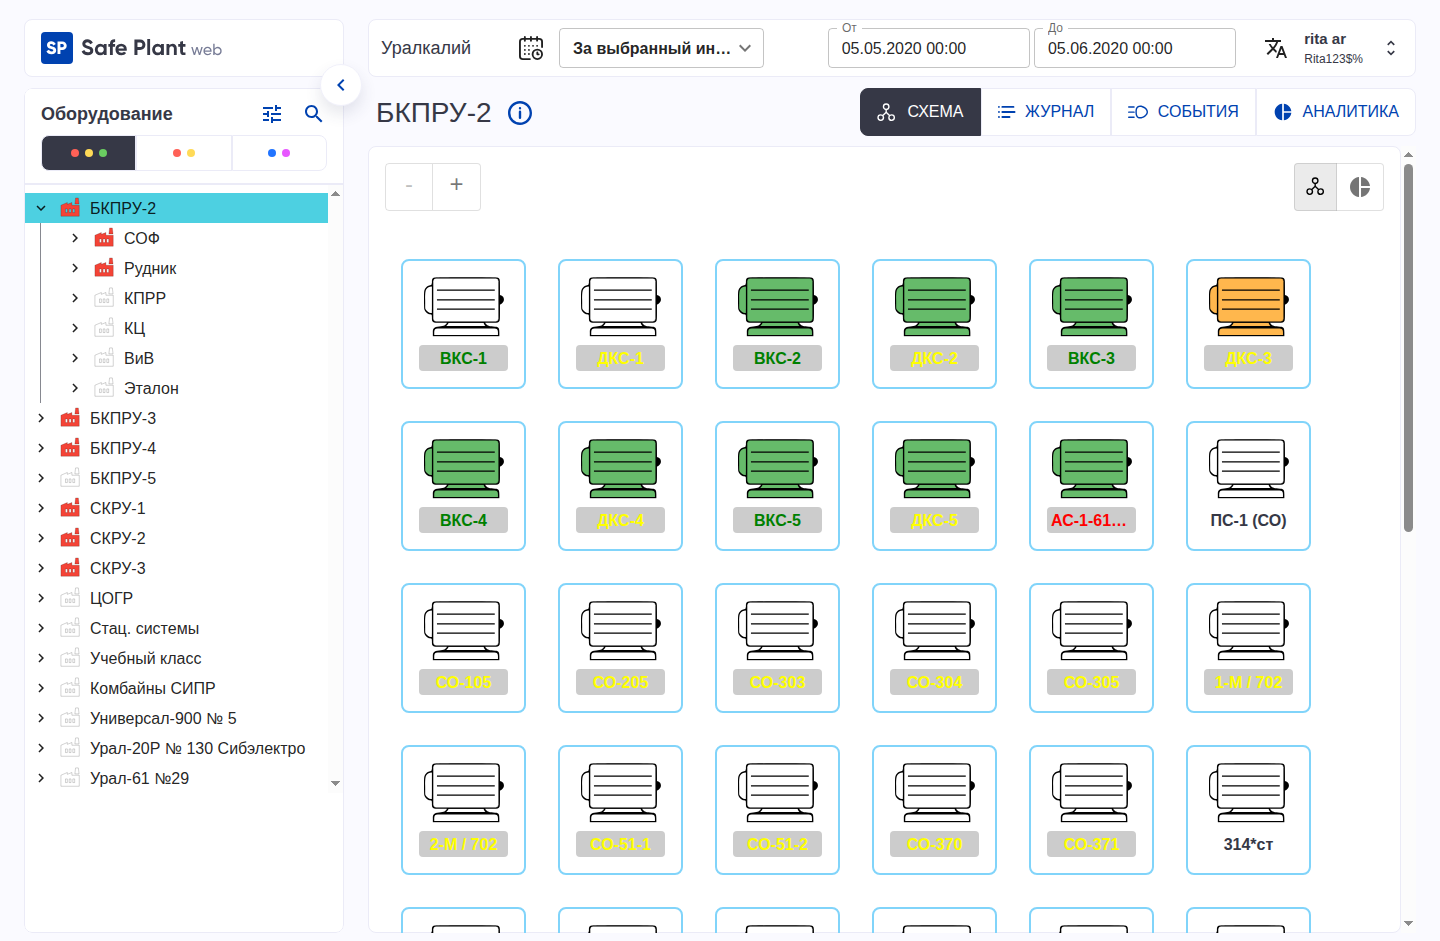 SP Safe Plant web
Уралкалий
За выбранный ин...
От
05.05.2020 00:00
До
05.06.2020 00:00
rita ar
Rita123$%
Оборудование
БКПРУ-2
СХЕМА
ЖУРНАЛ
СОБЫТИЯ
АНАЛИТИКА
- +
БКПРУ-2
СОФ
Рудник
КПРР
КЦ
ВиВ
Эталон
БКПРУ-3
БКПРУ-4
БКПРУ-5
СКРУ-1
СКРУ-2
СКРУ-3
ЦОГР
Стац. системы
Учебный класс
Комбайны СИПР
Универсал-900 № 5
Урал-20Р № 130 Сибэлектро
Урал-61 №29
ВКС-1 ДКС-1 ВКС-2 ДКС-2 ВКС-3 ДКС-3
ВКС-4 ДКС-4 ВКС-5 ДКС-5 АС-1-61... ПС-1 (СО)
СО-105 СО-205 СО-303 СО-304 СО-305 1-М / 702
2-М / 702 СО-51-1 СО-51-2 СО-370 СО-371 314*ст